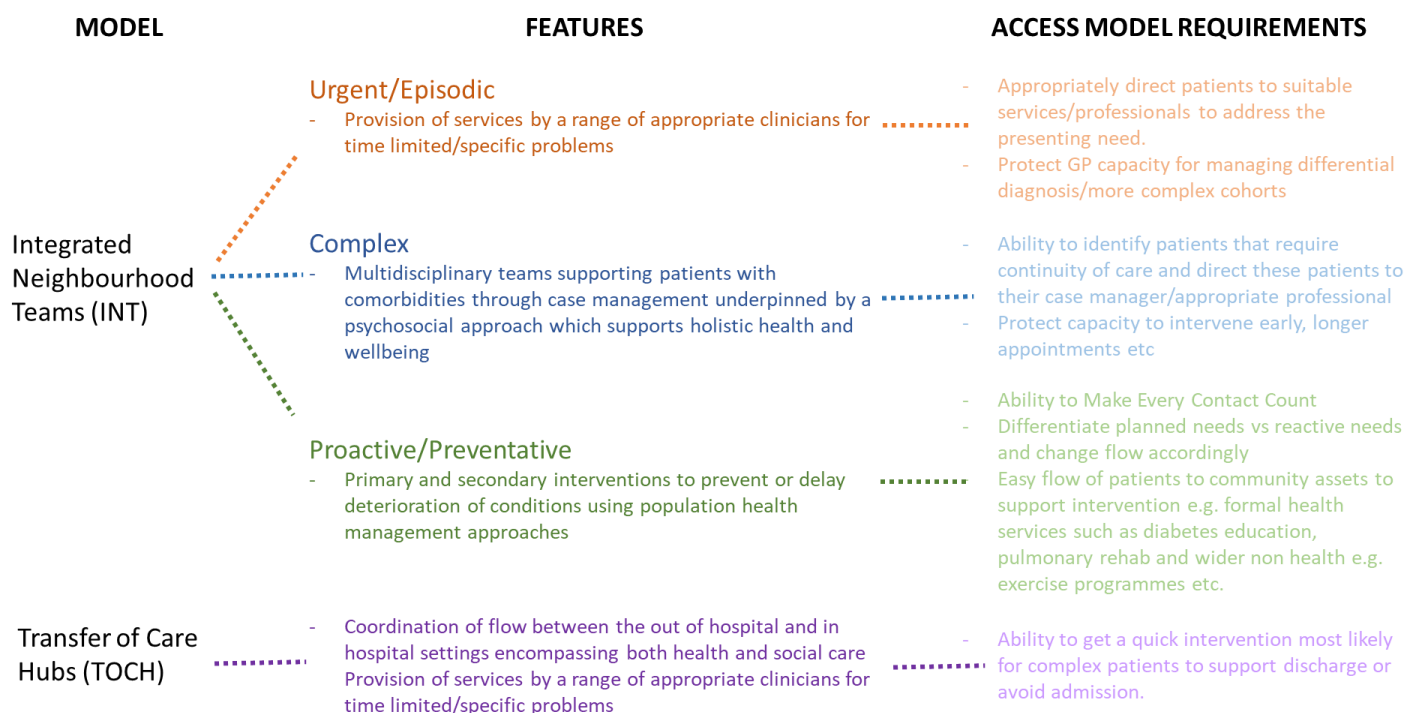 MODEL
FEATURES
ACCESS MODEL REQUIREMENTS
Integrated
Neighbourhood
Teams (INT)
Urgent/Episodic
- Provision of services by a range of appropriate clinicians for
time limited/specific problems
- Appropriately direct patients to suitable
services/professionals to address the
presenting need.
- Protect GP capacity for managing differential
diagnosis/more complex cohorts
Complex
- Multidisciplinary teams supporting patients with
comorbidities through case management underpinned by a
psychosocial approach which supports holistic health and
wellbeing
- Ability to identify patients that require
continuity of care and direct these patients to
their case manager/appropriate professional
- Protect capacity to intervene early, longer
appointments etc
Proactive/Preventative
- Primary and secondary interventions to prevent or delay
deterioration of conditions using population health
management approaches
- Ability to Make Every Contact Count
- Differentiate planned needs vs reactive needs
and change flow accordingly
- Easy flow of patients to community assets to
support intervention e.g. formal health
services such as diabetes education,
pulmonary rehab and wider non health e.g.
exercise programmes etc.
Transfer of Care
Hubs (TOCH)
- Coordination of flow between the out of hospital and in
hospital settings encompassing both health and social care
Provision of services by a range of appropriate clinicians for
time limited/specific problems
- Ability to get a quick intervention most likely
for complex patients to support discharge or
avoid admission.